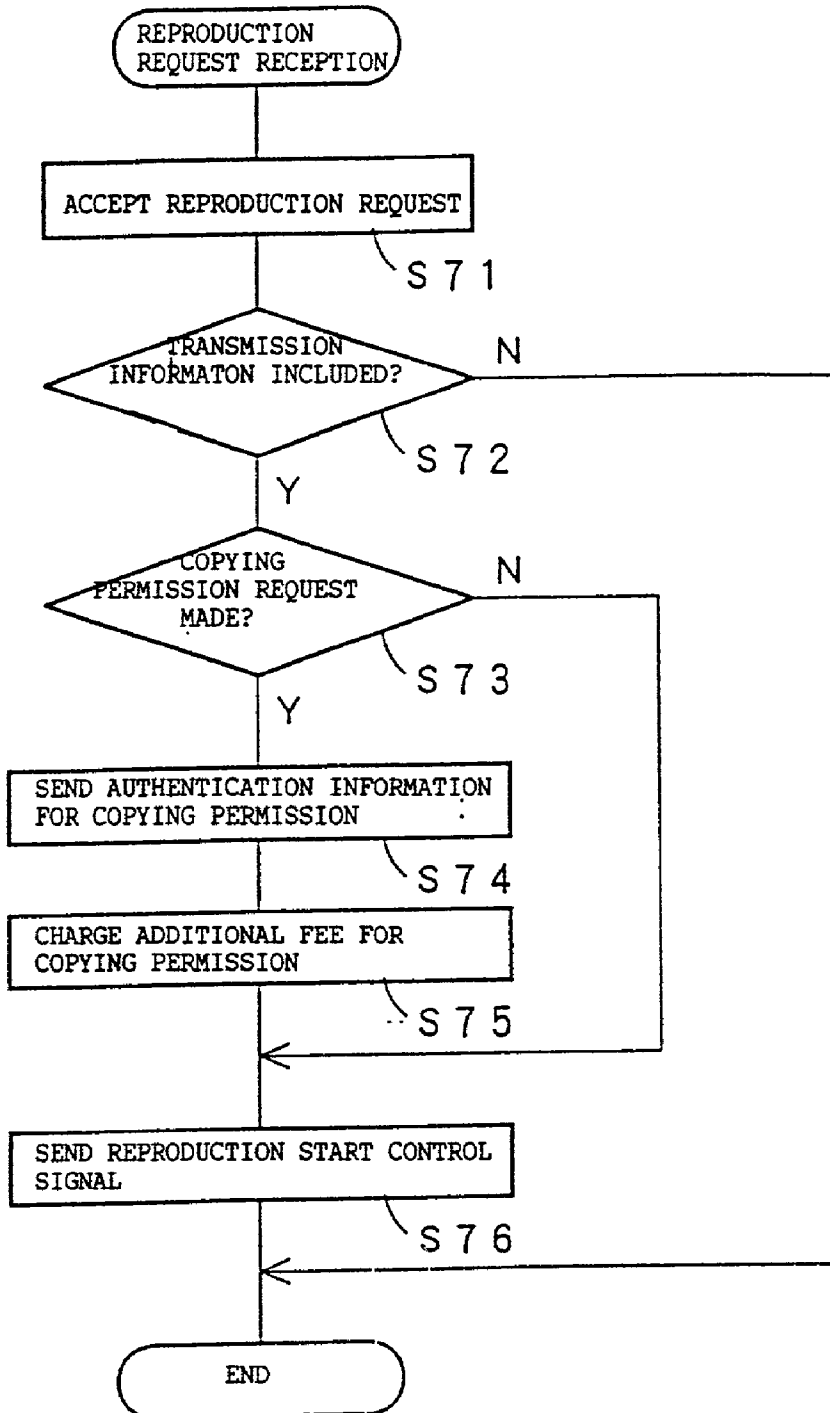 REPRODUCTION
REQUEST RECEPTION
ACCEPT REPRODUCTION REQUEST
S71
TRANSMISSION
INFORMATON INCLUDED?
N
S72
Y
COPYING
PERMISSION REQUEST
MADE?
N
S73
Y
SEND AUTHENTICATION INFORMATION
FOR COPYING PERMISSION
S74
CHARGE ADDITIONAL FEE FOR
COPYING PERMISSION
S75
SEND REPRODUCTION START CONTROL
SIGNAL
S76
END